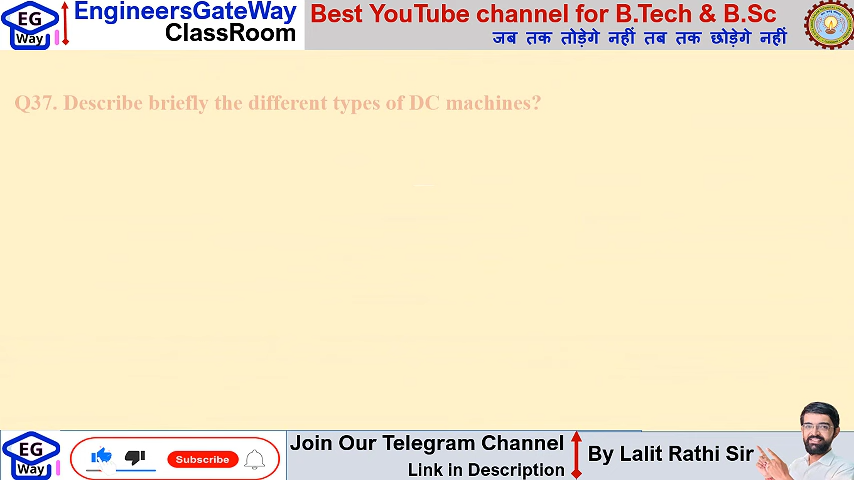 EG
Way
EngineersGateWay
ClassRoom
Best YouTube channel for B.Tech & B.Sc
जब तक तोड़ेगे नहीं तब तक छोड़ेगे नहीं
Q37. Describe briefly the different types of DC machines?
EG
Way
Subscribe
Join Our Telegram Channel
Link in Description
By Lalit Rathi Sir